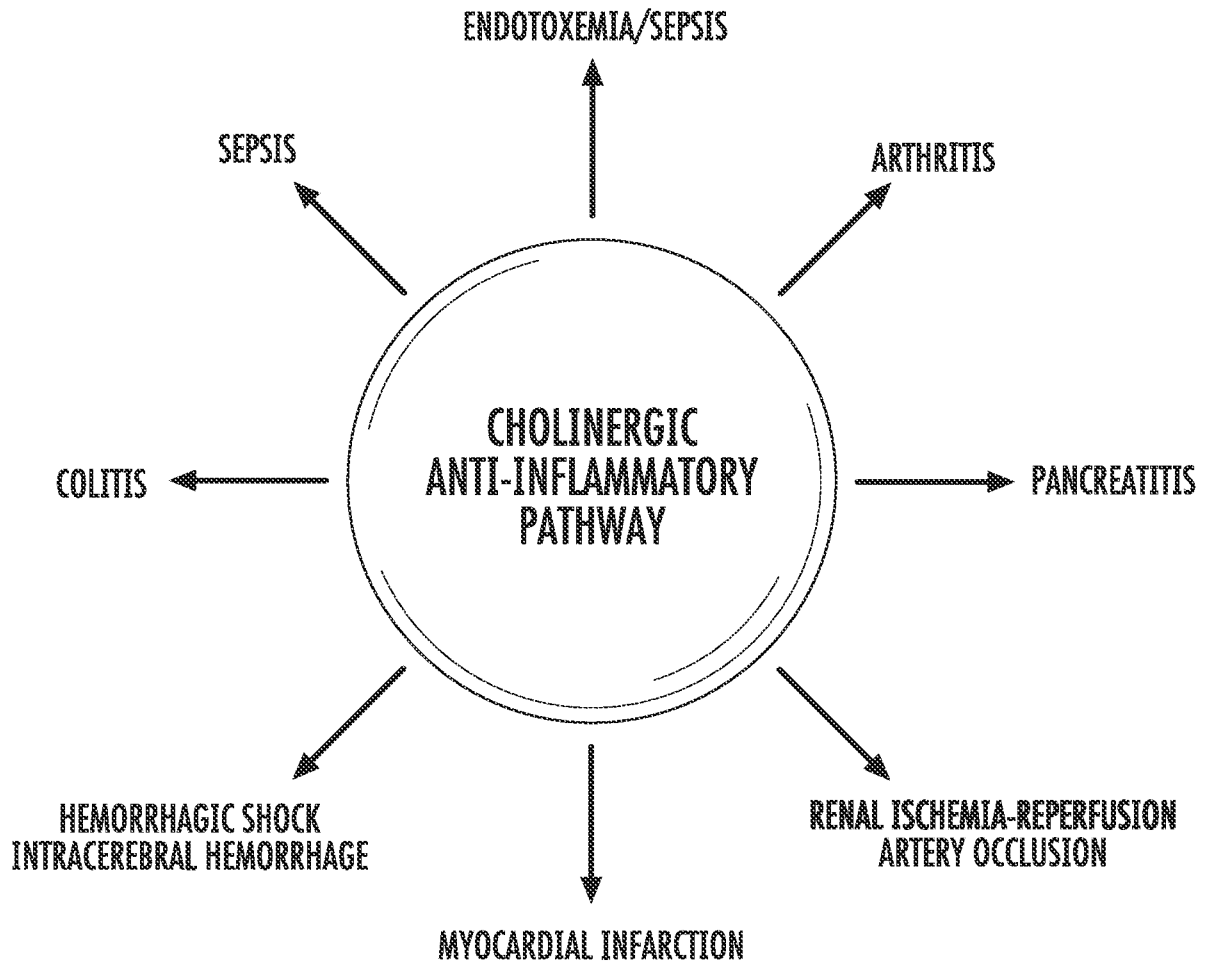 ENDOTOXEMIA/SEPSIS
SEPSIS
ARTHRITIS
CHOLINERGIC
ANTI-INFLAMMATORY
PATHWAY
COLITIS
PANCREATITIS
HEMORRHAGIC SHOCK
INTRACEREBRAL HEMORRHAGE
RENAL ISCHEMIA-REPERFUSION
ARTERY OCCLUSION
MYOCARDIAL INFARCTION